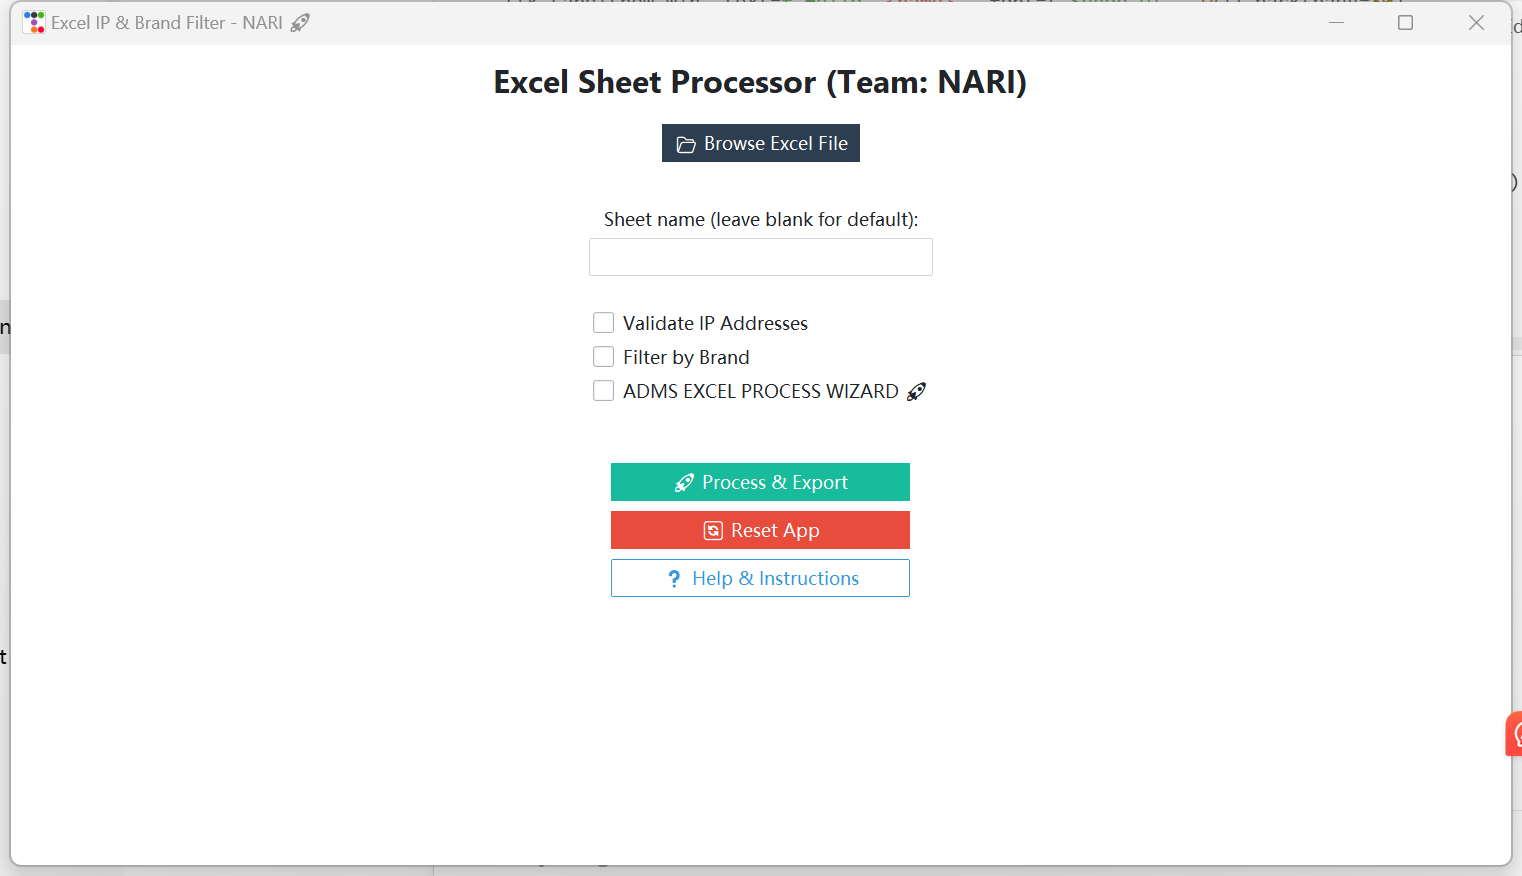 Excel IP & Brand Filter - NARI 🚀
Excel Sheet Processor (Team: NARI)
Browse Excel File
Sheet name (leave blank for default):
Validate IP Addresses
Filter by Brand
ADMS EXCEL PROCESS WIZARD 🚀
🚀 Process & Export
Reset App
? Help & Instructions